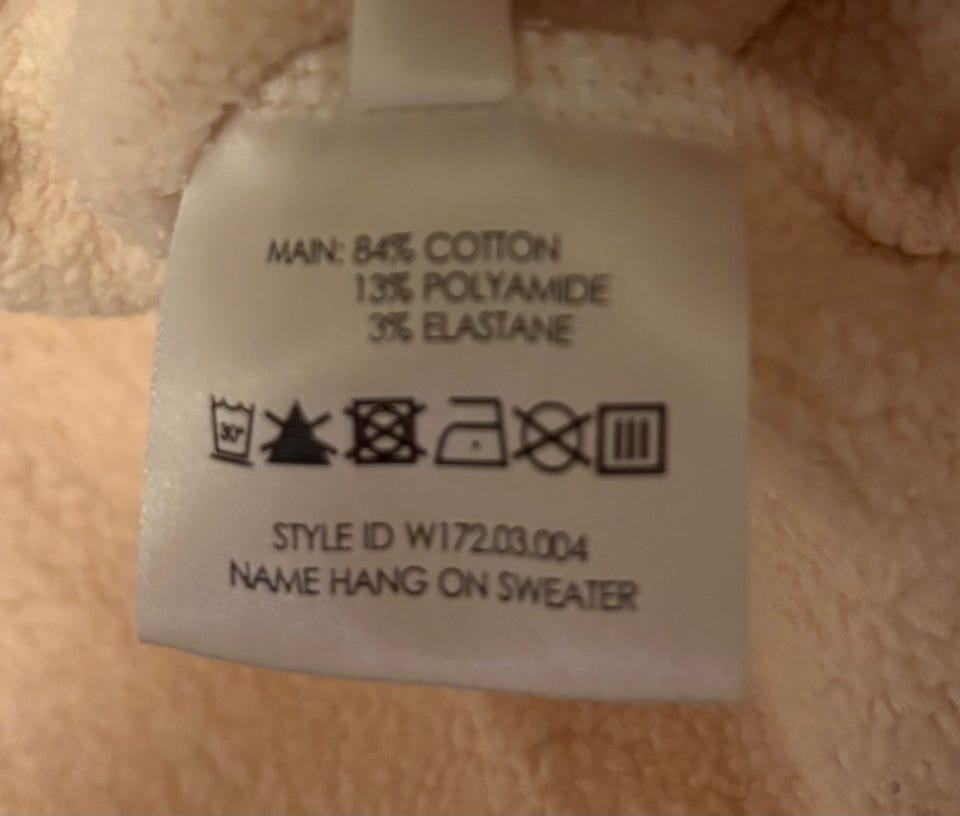 MAIN: 84% COTTON
13% POLYAMIDE
3% ELASTANE
30°
STYLE ID W172.03.004
NAME HANG ON SWEATER